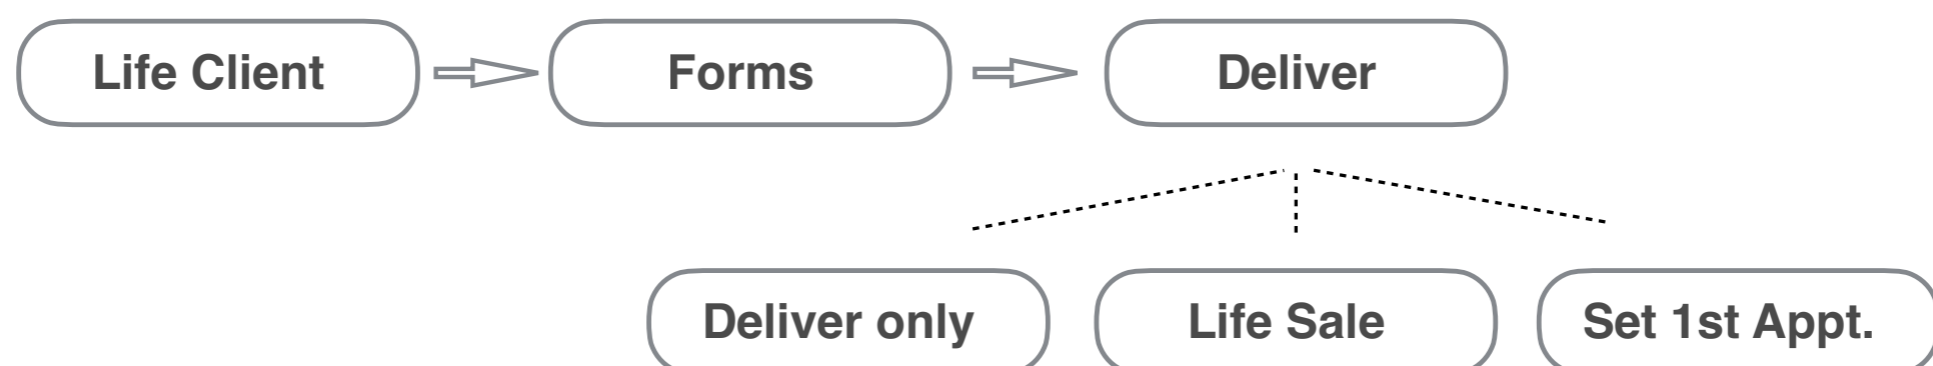 Life Client
Forms
Deliver
Deliver only
Life Sale
Set 1st Appt.